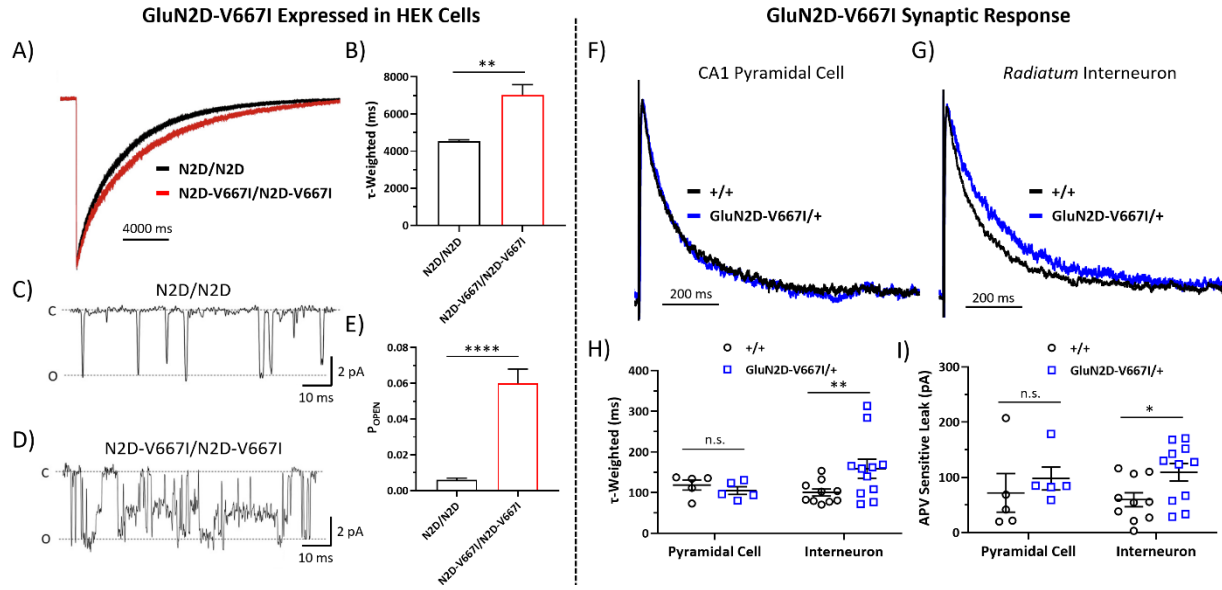 GluN2D-V667I Expressed in HEK Cells
A)
N2D/N2D
N2D-V667I/N2D-V667I
4000 ms
B)
**
τ-Weighted (ms)
8000
6000
4000
2000
0
N2D/N2D
N2D-V667I/N2D-V667I
C)
N2D/N2D
C
O
2 pA
10 ms
D)
N2D-V667I/N2D-V667I
C
O
2 pA
10 ms
E)
****
P_OPEN
0.08
0.06
0.04
0.02
0.00
N2D/N2D
N2D-V667I/N2D-V667I
GluN2D-V667I Synaptic Response
F)
CA1 Pyramidal Cell
+/+
GluN2D-V667I/+
200 ms
G)
Radiatum Interneuron
+/+
GluN2D-V667I/+
200 ms
H)
+/+
GluN2D-V667I/+
τ-Weighted (ms)
400
300
200
100
0
n.s.
**
Pyramidal Cell
Interneuron
I)
+/+
GluN2D-V667I/+
APV Sensitive Leak (pA)
300
200
100
0
n.s.
*
Pyramidal Cell
Interneuron